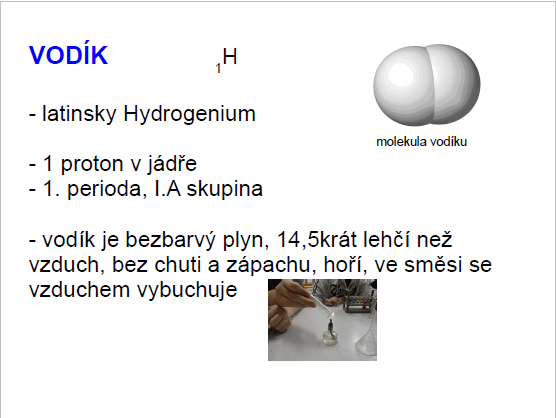 VODÍK
1H
molekula vodíku
- latinsky Hydrogenium
- 1 proton v jádře
- 1. perioda, I.A skupina
- vodík je bezbarvý plyn, 14,5krát lehčí než
vzduch, bez chuti a zápachu, hoří, ve směsi se
vzduchem vybuchuje